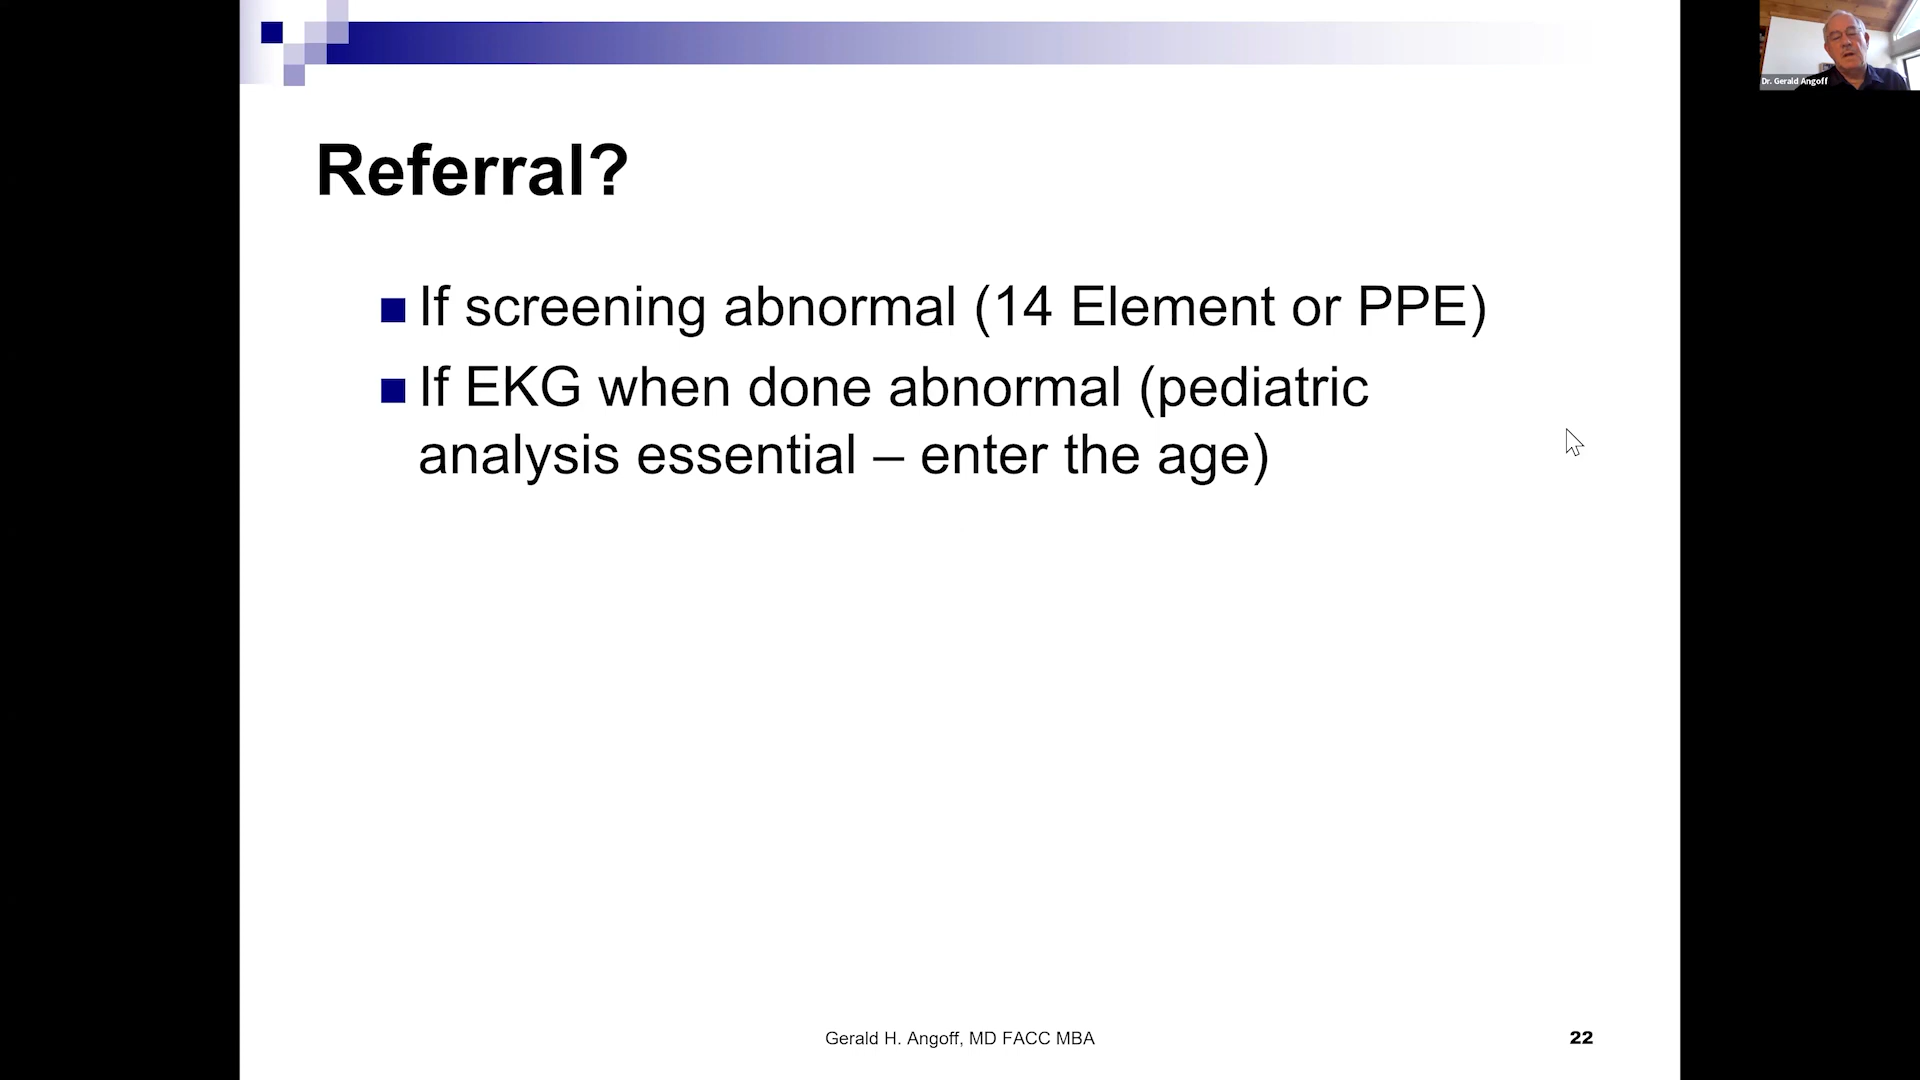 Dr. Gerald Angoff
Referral?
If screening abnormal (14 Element or PPE)
If EKG when done abnormal (pediatric
analysis essential – enter the age)
Gerald H. Angoff, MD FACC MBA
22